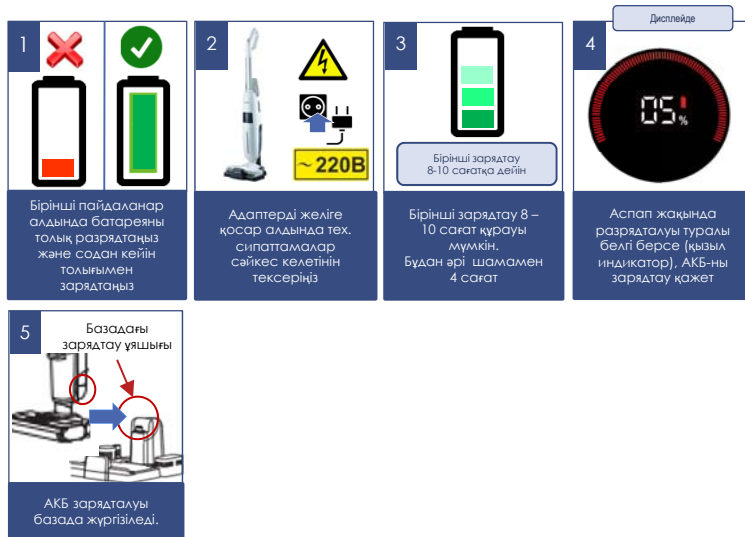 1
Бірінші пайдаланар
алдында батареяны
толық разрядтаңыз
және содан кейін
толығымен
зарядтаңыз
2
~220В
Адаптерді желіге
қосар алдында тех.
сипаттамалар
сәйкес келетінін
тексеріңіз
3
Бірінші зарядтау
8-10 сағатқа дейін
Бірінші зарядтау 8 –
10 сағат құрауы
мүмкін.
Бұдан әрі шамамен
4 сағат
Дисплейде
4
05%
Аспап жақында
разрядталуы туралы
белгі берсе (қызыл
индикатор), АКБ-ны
зарядтау қажет
5
Базадағы
зарядтау ұяшығы
АКБ зарядталуы
базада жүргізіледі.